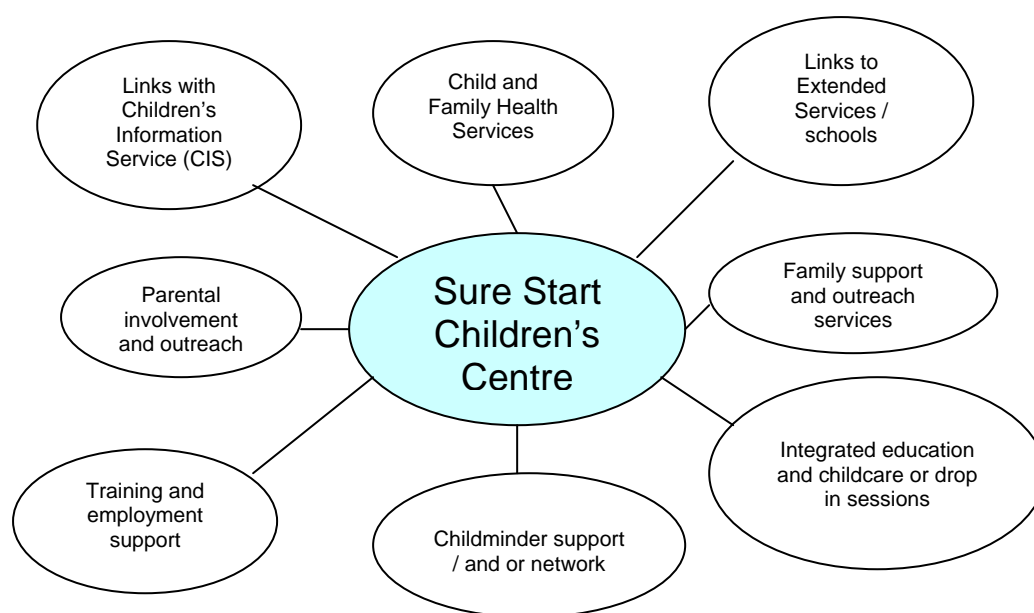 Links with
Children’s
Information
Service (CIS)
Child and
Family Health
Services
Links to
Extended
Services /
schools
Parental
involvement
and outreach
Sure Start
Children’s
Centre
Family support
and outreach
services
Training and
employment
support
Childminder support
/ and or network
Integrated education
and childcare or drop
in sessions